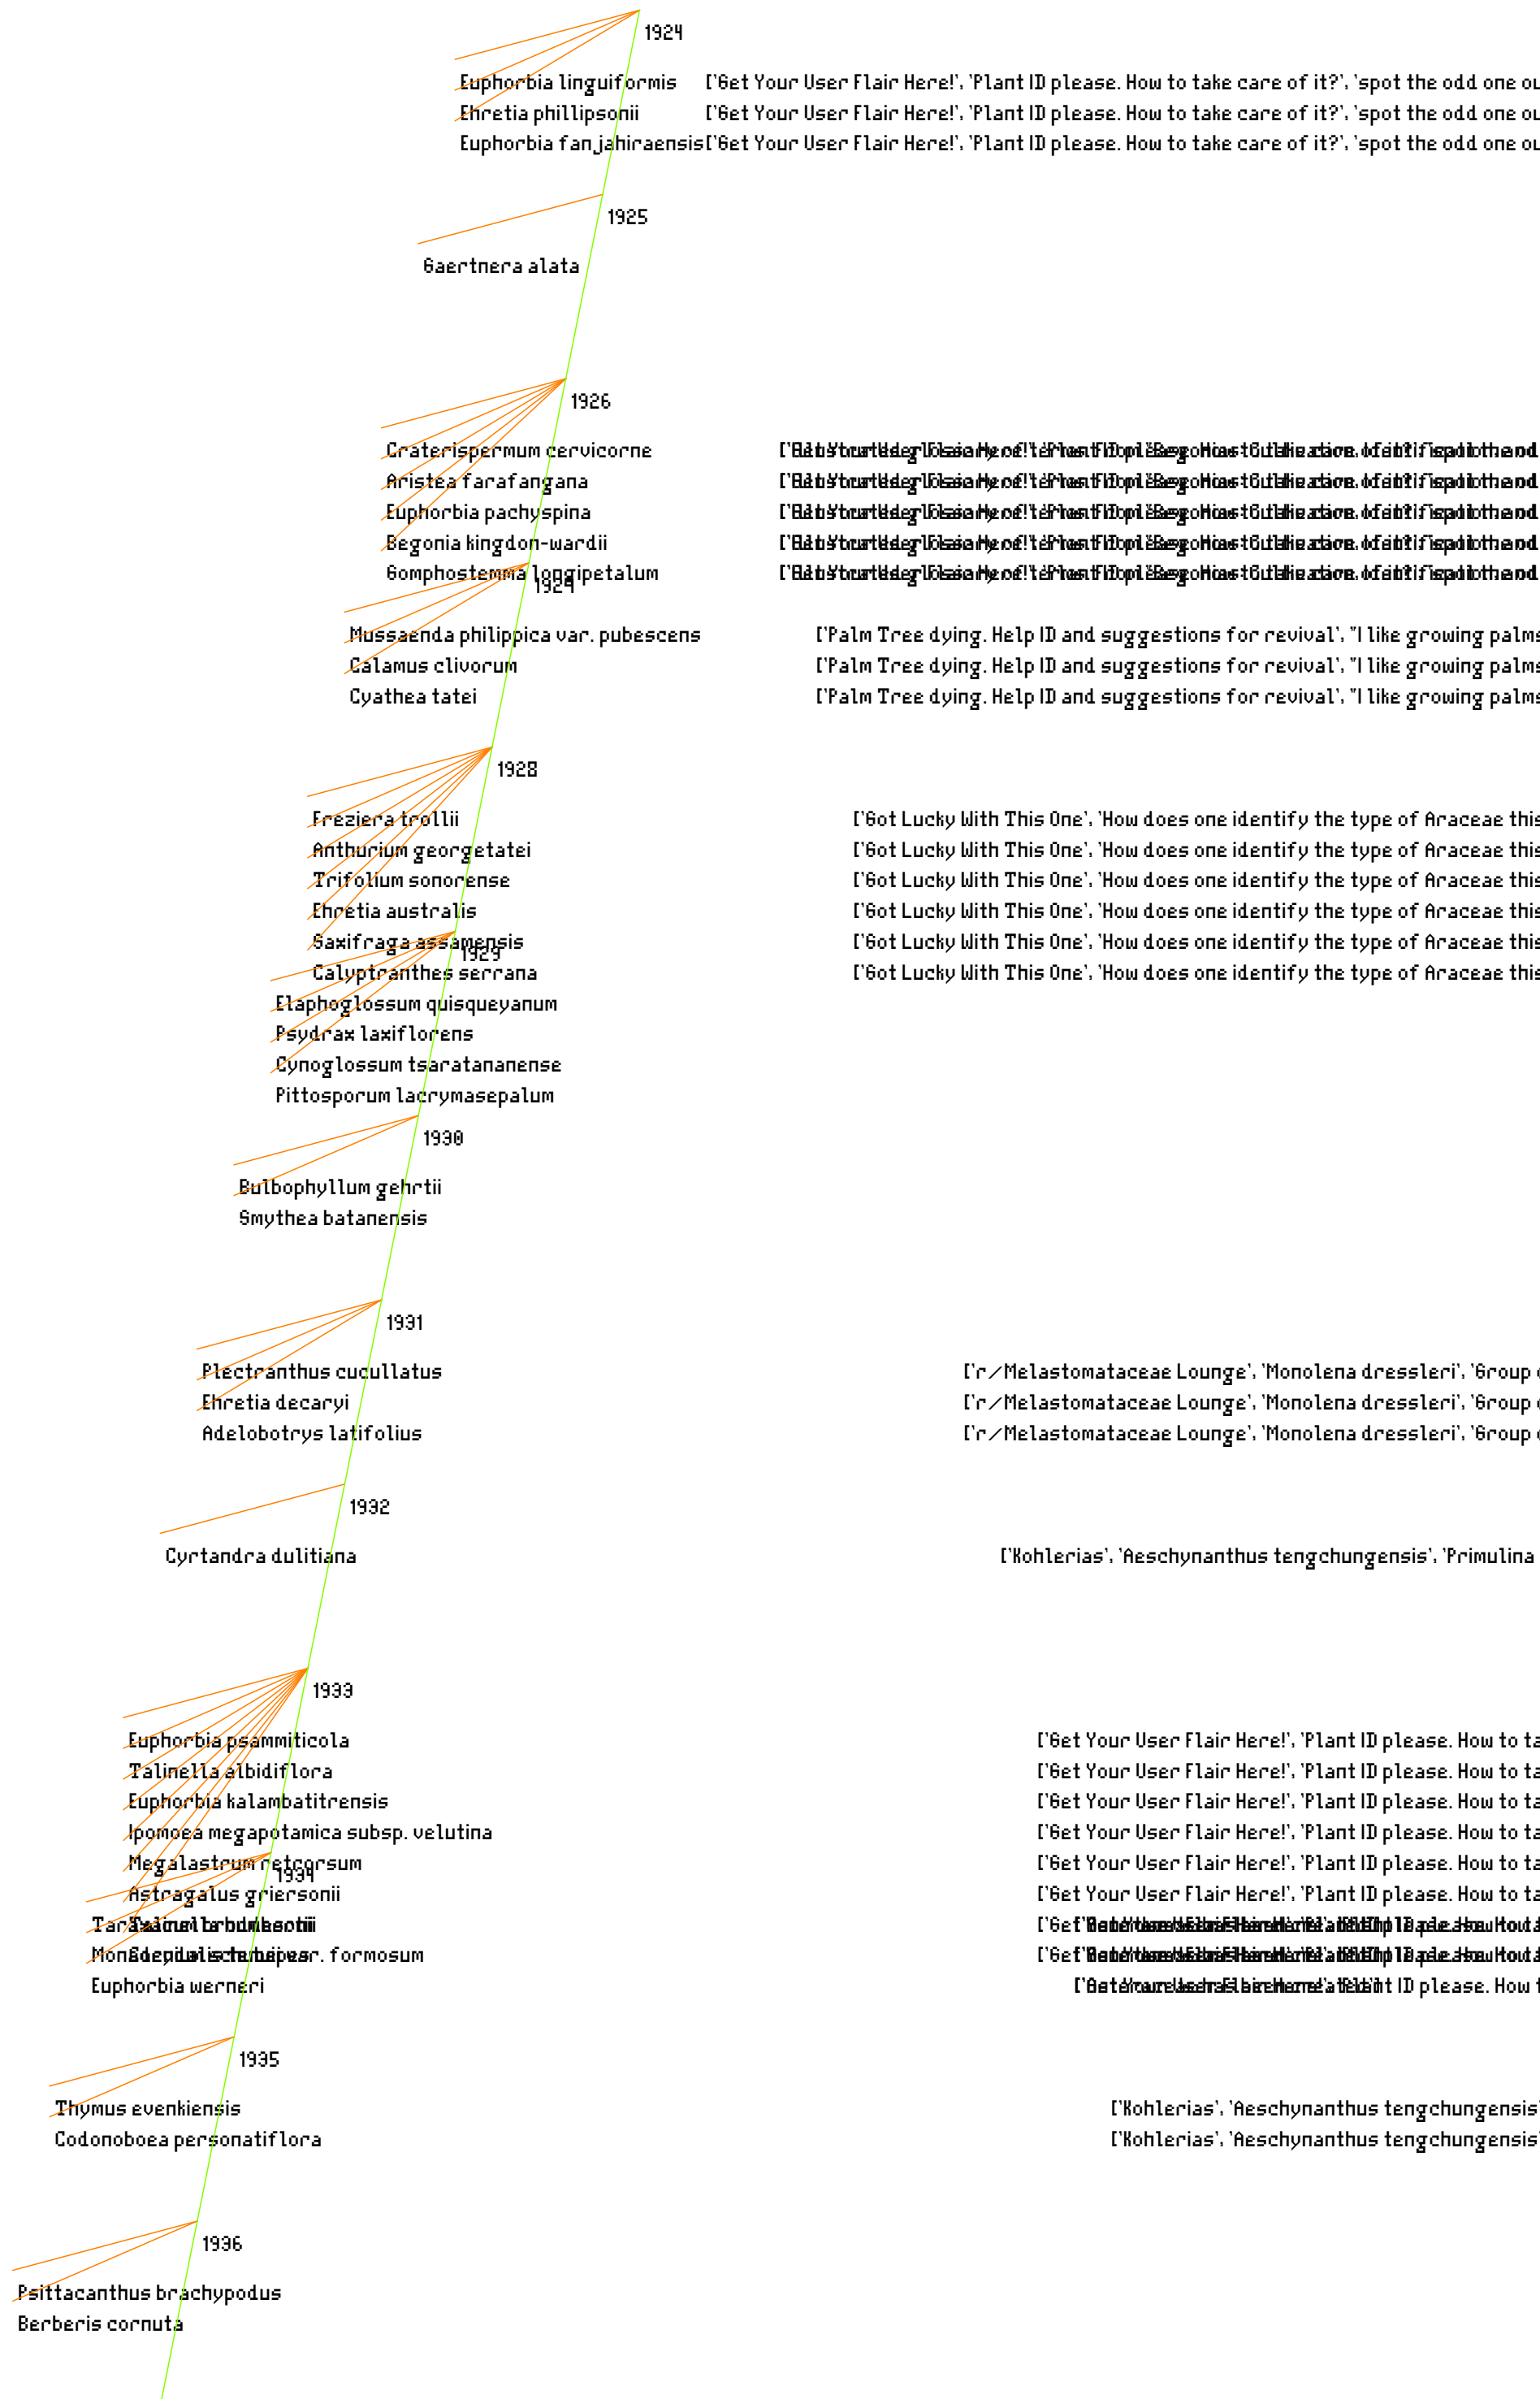 1924
Euphorbia linguiformis ['Get Your User Flair Here!', 'Plant ID please. How to take care of it?', 'spot the odd one ou
Ehretia phillipsonii ['Get Your User Flair Here!', 'Plant ID please. How to take care of it?', 'spot the odd one ou
Euphorbia fanjahiraensis ['Get Your User Flair Here!', 'Plant ID please. How to take care of it?', 'spot the odd one ou
1925
Gaertnera alata
1926
Craterispermum cervicorne
Aristea farafangana
Euphorbia pachyspina
Begonia kingdon-wardii
Gomphostemma longipetalum
Mussaenda philippica var. pubescens ['Palm Tree dying. Help ID and suggestions for revival', "I like growing palms
Calamus clivorum ['Palm Tree dying. Help ID and suggestions for revival', "I like growing palms
Cyathea tatei ['Palm Tree dying. Help ID and suggestions for revival', "I like growing palms
1928
Freziera trollii ['Got Lucky With This One', 'How does one identify the type of Araceae this
Anthurium georgetatei ['Got Lucky With This One', 'How does one identify the type of Araceae this
Trifolium sonorense ['Got Lucky With This One', 'How does one identify the type of Araceae this
Ehretia australis ['Got Lucky With This One', 'How does one identify the type of Araceae this
Saxifraga assamensis ['Got Lucky With This One', 'How does one identify the type of Araceae this
1929
Calyptranthes serrana ['Got Lucky With This One', 'How does one identify the type of Araceae this
Elaphoglossum quisqueyanum
Psydrax laxiflorens
Cynoglossum tsaratananense
Pittosporum lacrymasepalum
1930
Bulbophyllum gehrtii
Smythea batanensis
1931
Plectranthus cucullatus ['r/Melastomataceae Lounge', 'Monolena dressleri', 'Group
Ehretia decaryi ['r/Melastomataceae Lounge', 'Monolena dressleri', 'Group
Adelobotrys latifolius ['r/Melastomataceae Lounge', 'Monolena dressleri', 'Group
1932
Cyrtandra dulitiana ['Kohlerias', 'Aeschynanthus tengchungensis', 'Primulina
1933
Euphorbia psammiticola ['Get Your User Flair Here!', 'Plant ID please. How to ta
Talinella albidiflora ['Get Your User Flair Here!', 'Plant ID please. How to ta
Euphorbia kalambatitrensis ['Get Your User Flair Here!', 'Plant ID please. How to ta
Ipomoea megapotamica subsp. velutina ['Get Your User Flair Here!', 'Plant ID please. How to ta
Megalastrum retrorsum ['Get Your User Flair Here!', 'Plant ID please. How to ta
1934
Astragalus griersonii ['Get Your User Flair Here!', 'Plant ID please. How to ta
var. formosum
Euphorbia werneri ID please. How t
1935
Thymus evenkiensis ['Kohlerias', 'Aeschynanthus tengchungensis'
Codonoboea personatiflora ['Kohlerias', 'Aeschynanthus tengchungensis'
1936
Psittacanthus brachypodus
Berberis cornuta